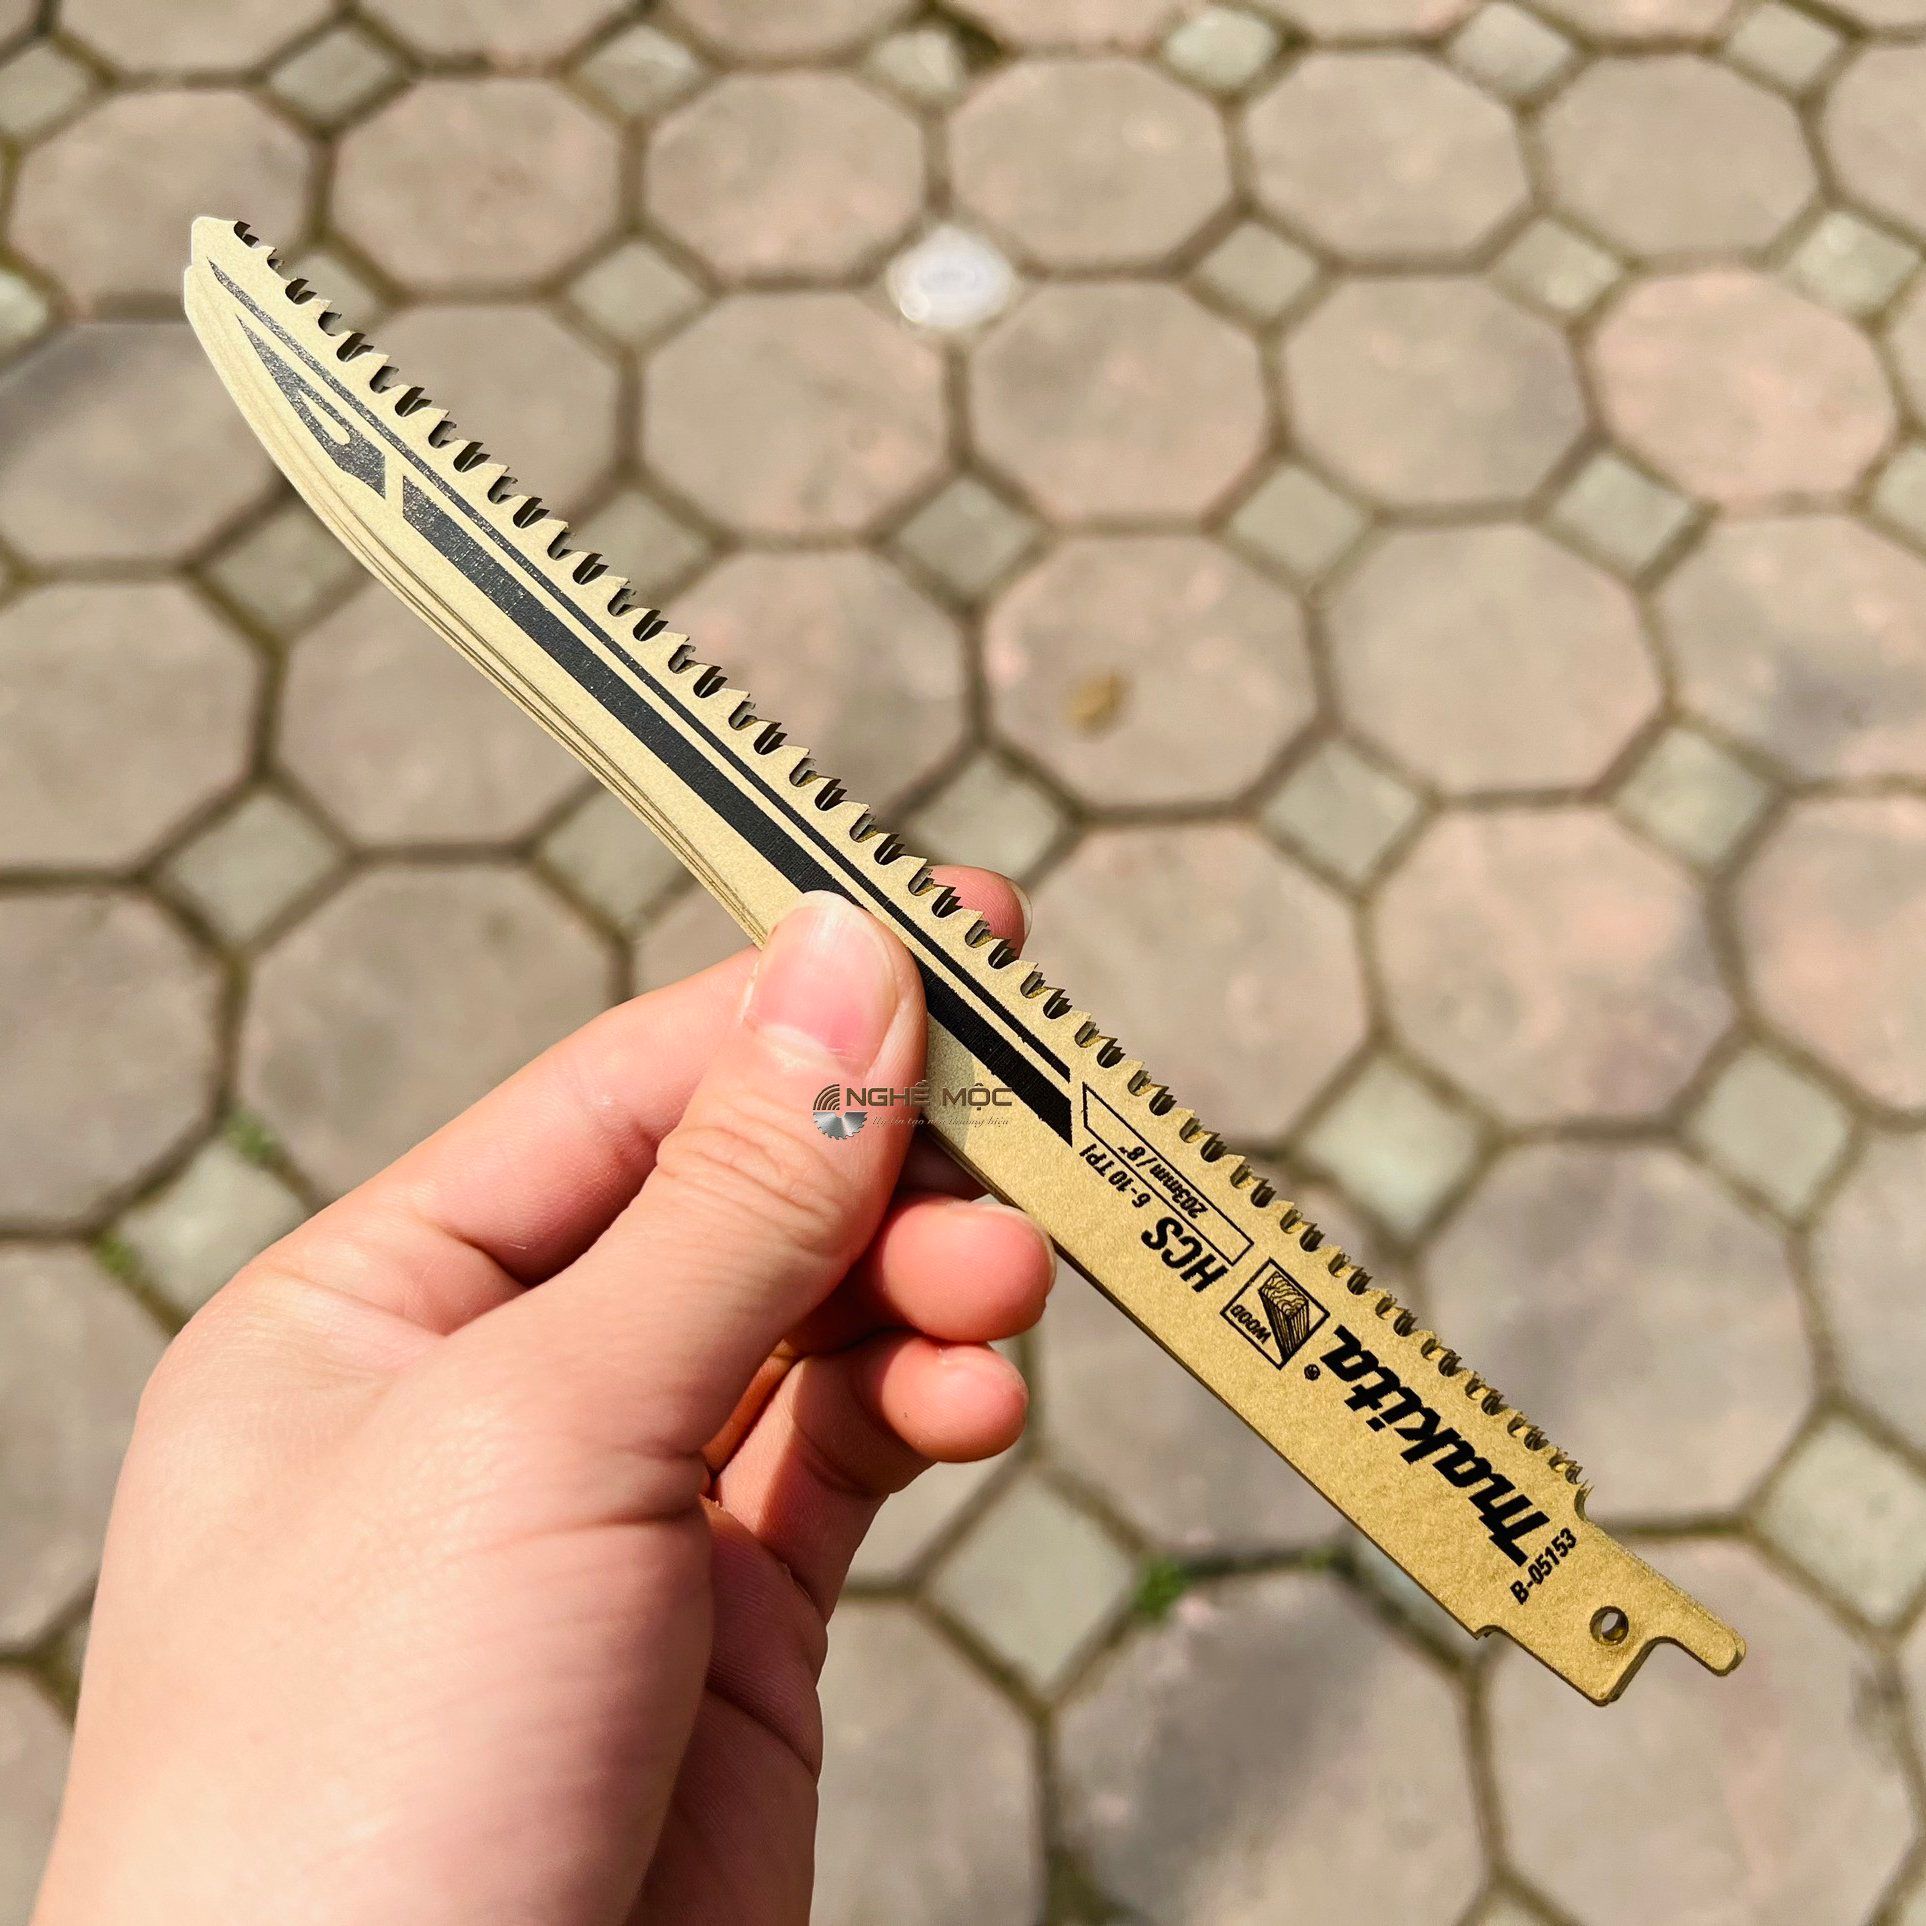 B-05153
makita®
WOOD
HCS
6-10 TPI
203mm / 8"
NGHỀ MỘC